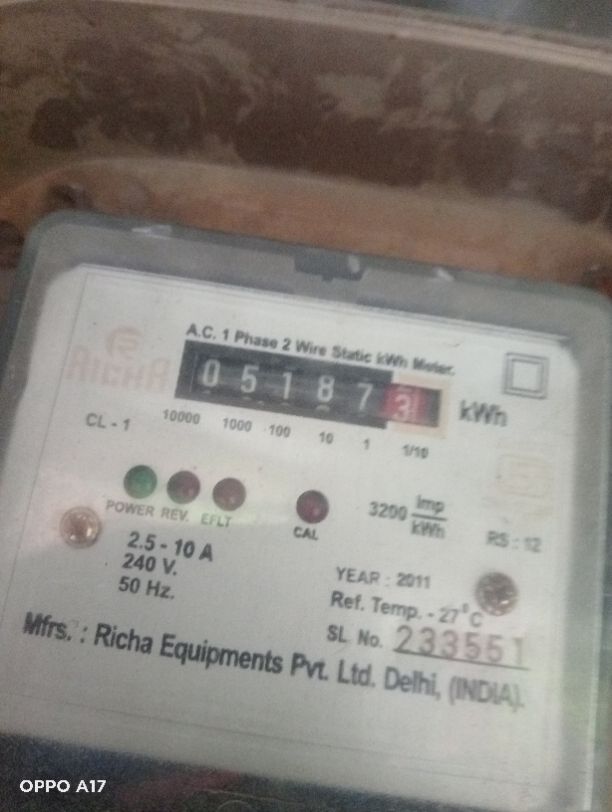 RICHA
A.C. 1 Phase 2 Wire Static kWh Meter.
0 5 1 8 7 3 kWh
CL - 1 10000 1000 100 10 1 1/10
POWER REV. EFLT CAL
3200 Imp/kWh
RS : 12
2.5 - 10 A
240 V.
50 Hz.
YEAR : 2011
Ref. Temp. - 27°C
SL. No. 233551
Mfrs. : Richa Equipments Pvt. Ltd. Delhi, (INDIA).
OPPO A17